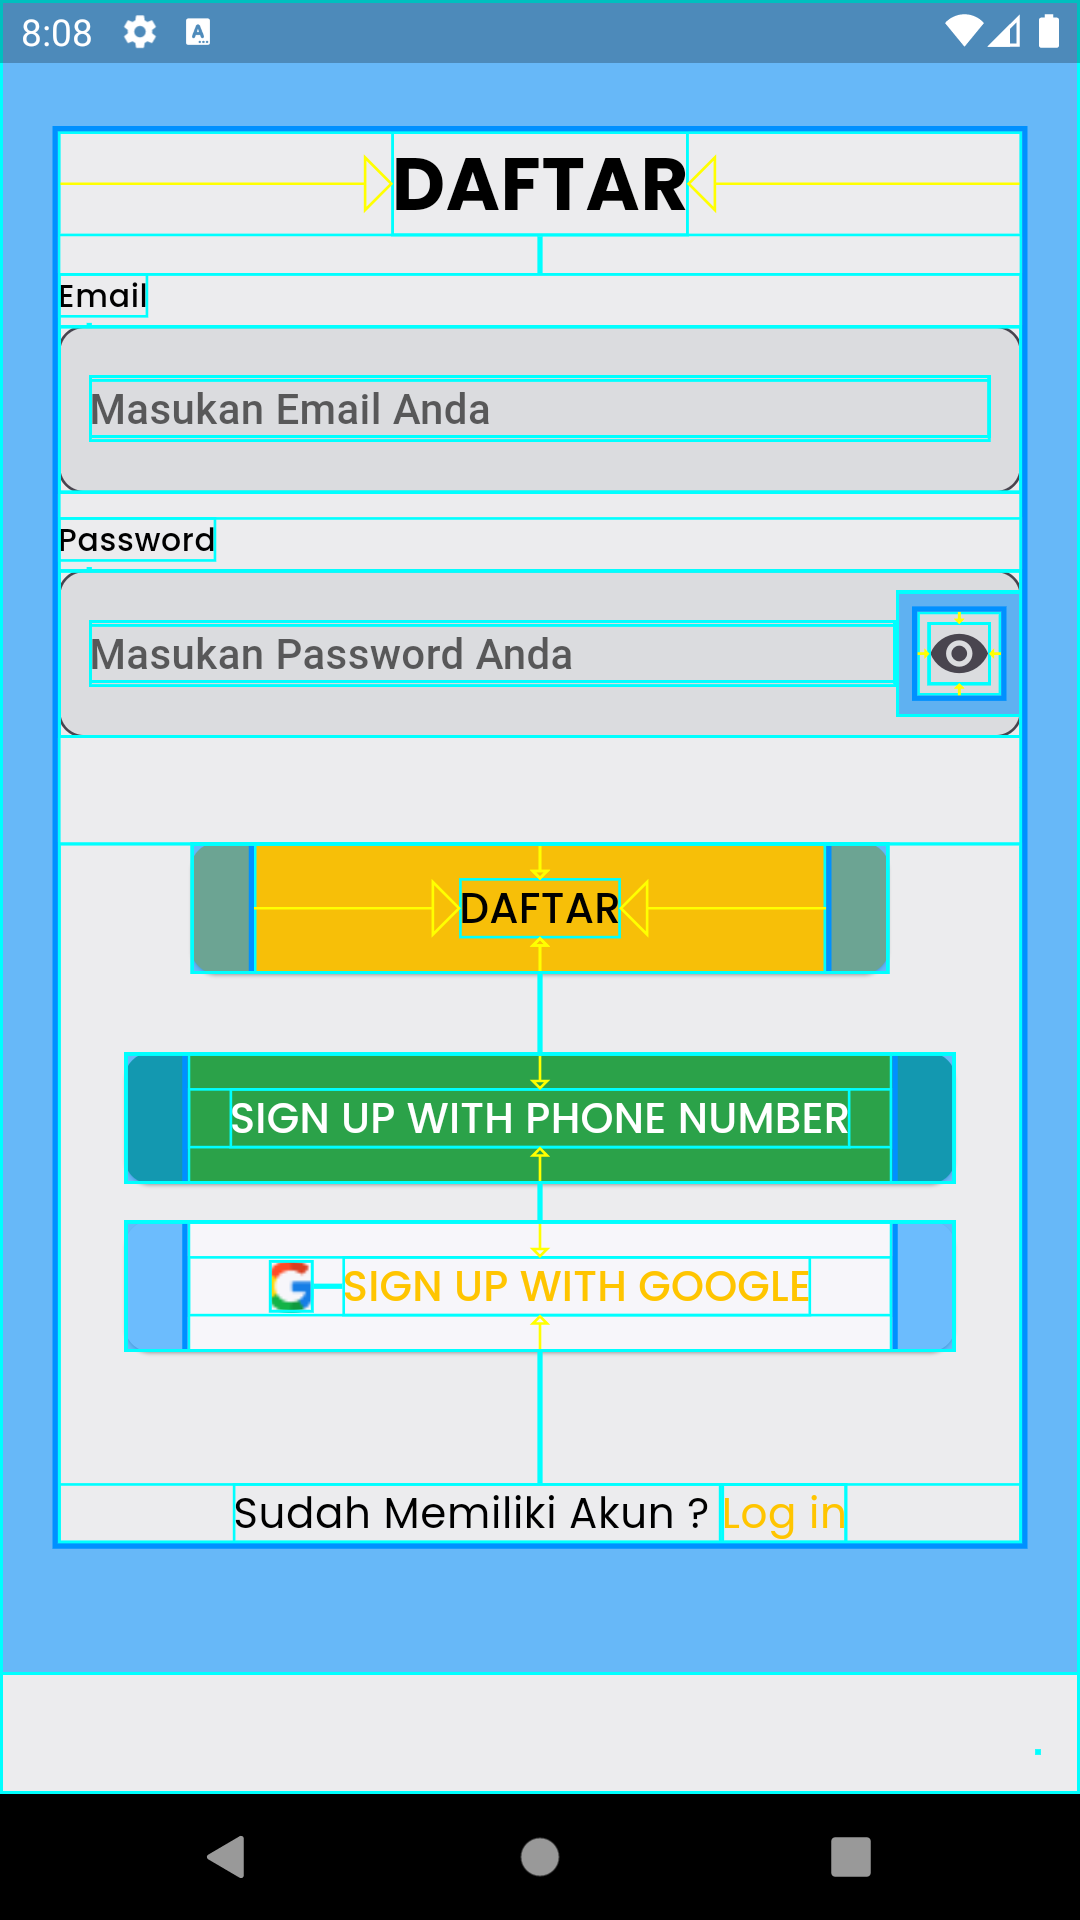 8:08
DAFTAR
Email
Masukan Email Anda
Password
Masukan Password Anda
DAFTAR
SIGN UP WITH PHONE NUMBER
SIGN UP WITH GOOGLE
Sudah Memiliki Akun ? Log in